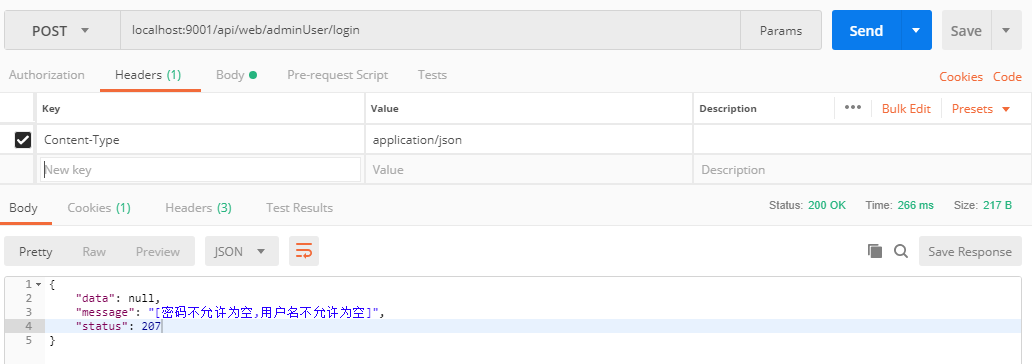 POST localhost:9001/api/web/adminUser/login Params Send Save
Authorization Headers (1) Body Pre-request Script Tests Cookies Code
Key Value Description ••• Bulk Edit Presets
Content-Type application/json
New key Value Description
Body Cookies (1) Headers (3) Test Results Status: 200 OK Time: 266 ms Size: 217 B
Pretty Raw Preview JSON Save Response
1 {
2 "data": null,
3 "message": "[密码不允许为空,用户名不允许为空]",
4 "status": 207
5 }